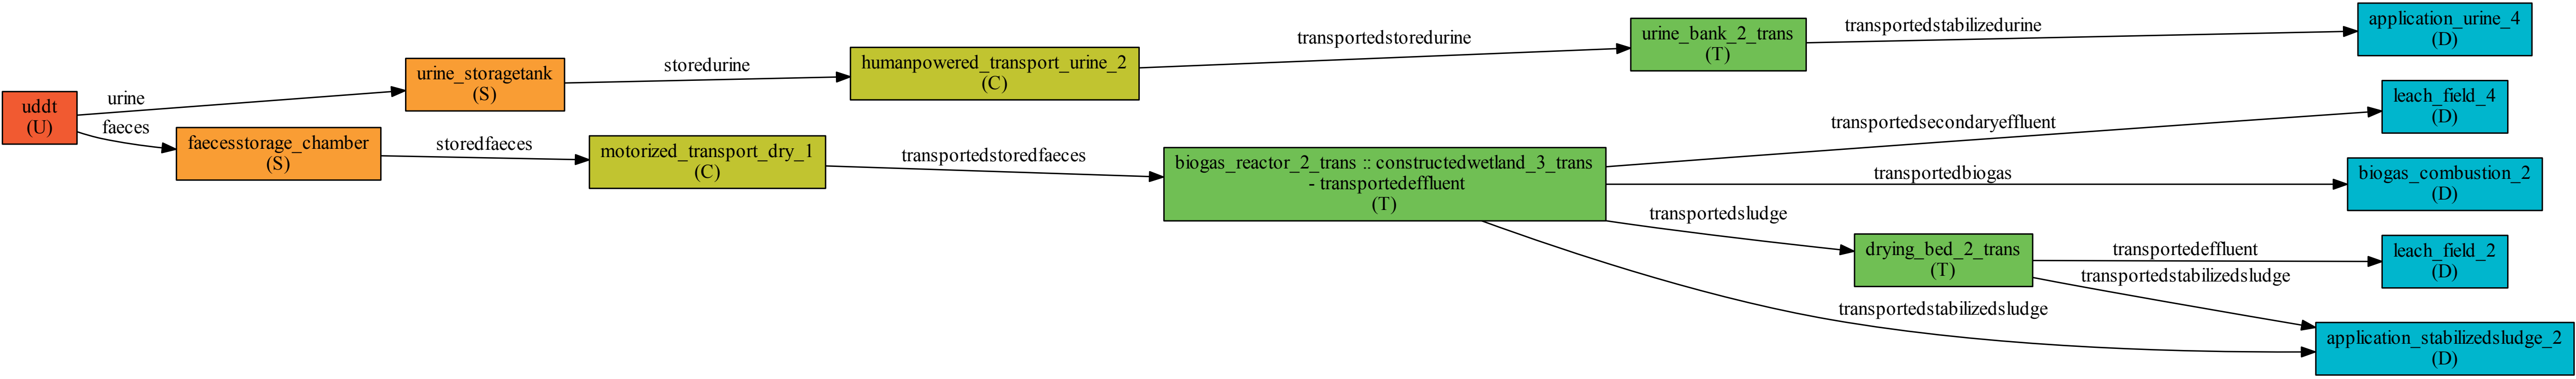 uddt
(U)
urine
faeces
urine_storagetank
(S)
storedurine
humanpowered_transport_urine_2
(C)
transportedstoredurine
urine_bank_2_trans
(T)
transportedstabilizedurine
application_urine_4
(D)
faecesstorage_chamber
(S)
storedfaeces
motorized_transport_dry_1
(C)
transportedstoredfaeces
biogas_reactor_2_trans :: constructedwetland_3_trans
- transportedeffluent
(T)
transportedsecondaryeffluent
leach_field_4
(D)
transportedbiogas
biogas_combustion_2
(D)
transportedsludge
drying_bed_2_trans
(T)
transportedeffluent
leach_field_2
(D)
transportedstabilizedsludge
transportedstabilizedsludge
application_stabilizedsludge_2
(D)